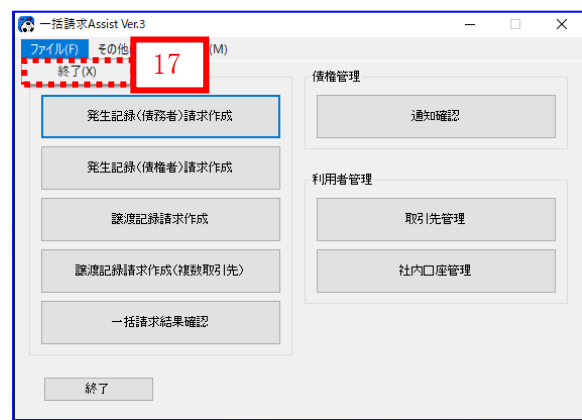 一括請求Assist Ver.3
ファイル(F) その他 (M)
終了(X)
17
債権管理
発生記録(債務者)請求作成
通知確認
発生記録(債権者)請求作成
利用者管理
譲渡記録請求作成
取引先管理
譲渡記録請求作成(複数取引先)
社内口座管理
一括請求結果確認
終了